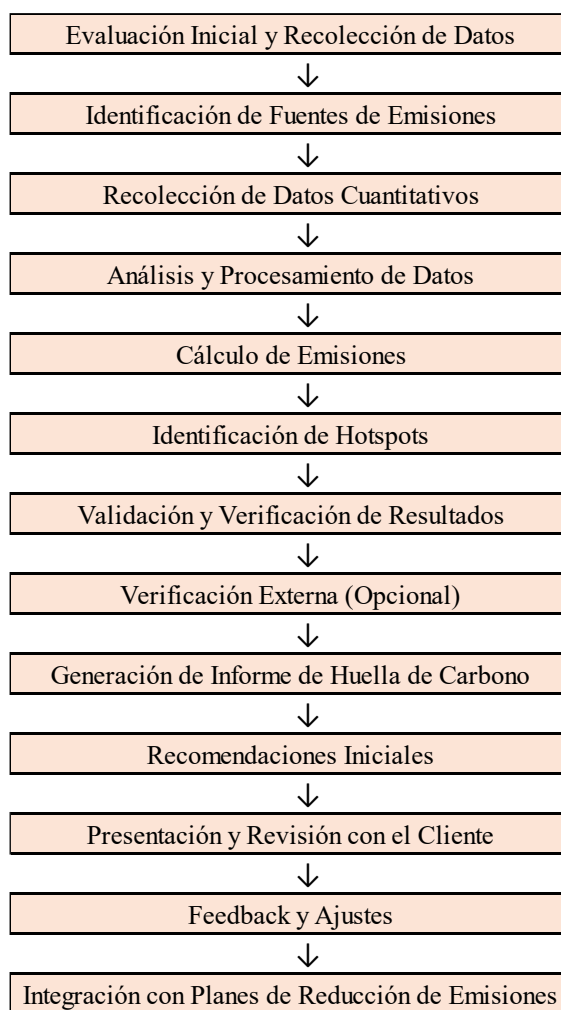 Evaluación Inicial y Recolección de Datos
Identificación de Fuentes de Emisiones
Recolección de Datos Cuantitativos
Análisis y Procesamiento de Datos
Cálculo de Emisiones
Identificación de Hotspots
Validación y Verificación de Resultados
Verificación Externa (Opcional)
Generación de Informe de Huella de Carbono
Recomendaciones Iniciales
Presentación y Revisión con el Cliente
Feedback y Ajustes
Integración con Planes de Reducción de Emisiones